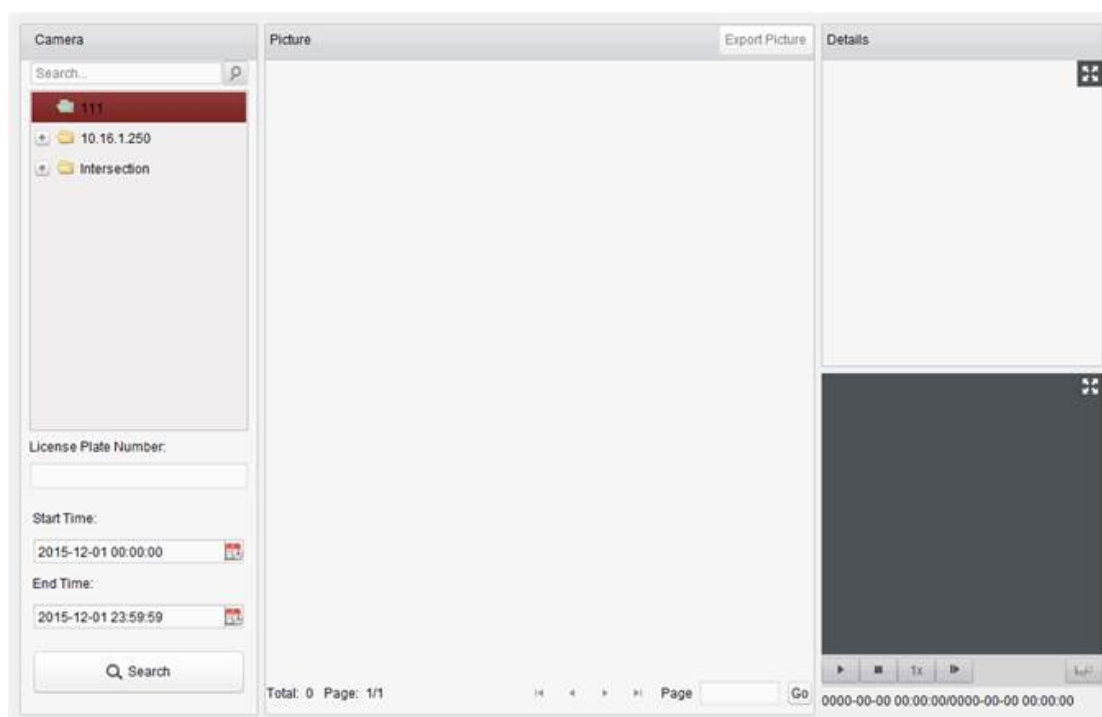 Camera
Search...
111
10.16.1.250
Intersection
License Plate Number:
Start Time:
2015-12-01 00:00:00
End Time:
2015-12-01 23:59:59
Search
Picture
Export Picture
Total: 0 Page: 1/1
Page
Go
Details
1x
0000-00-00 00:00:00/0000-00-00 00:00:00